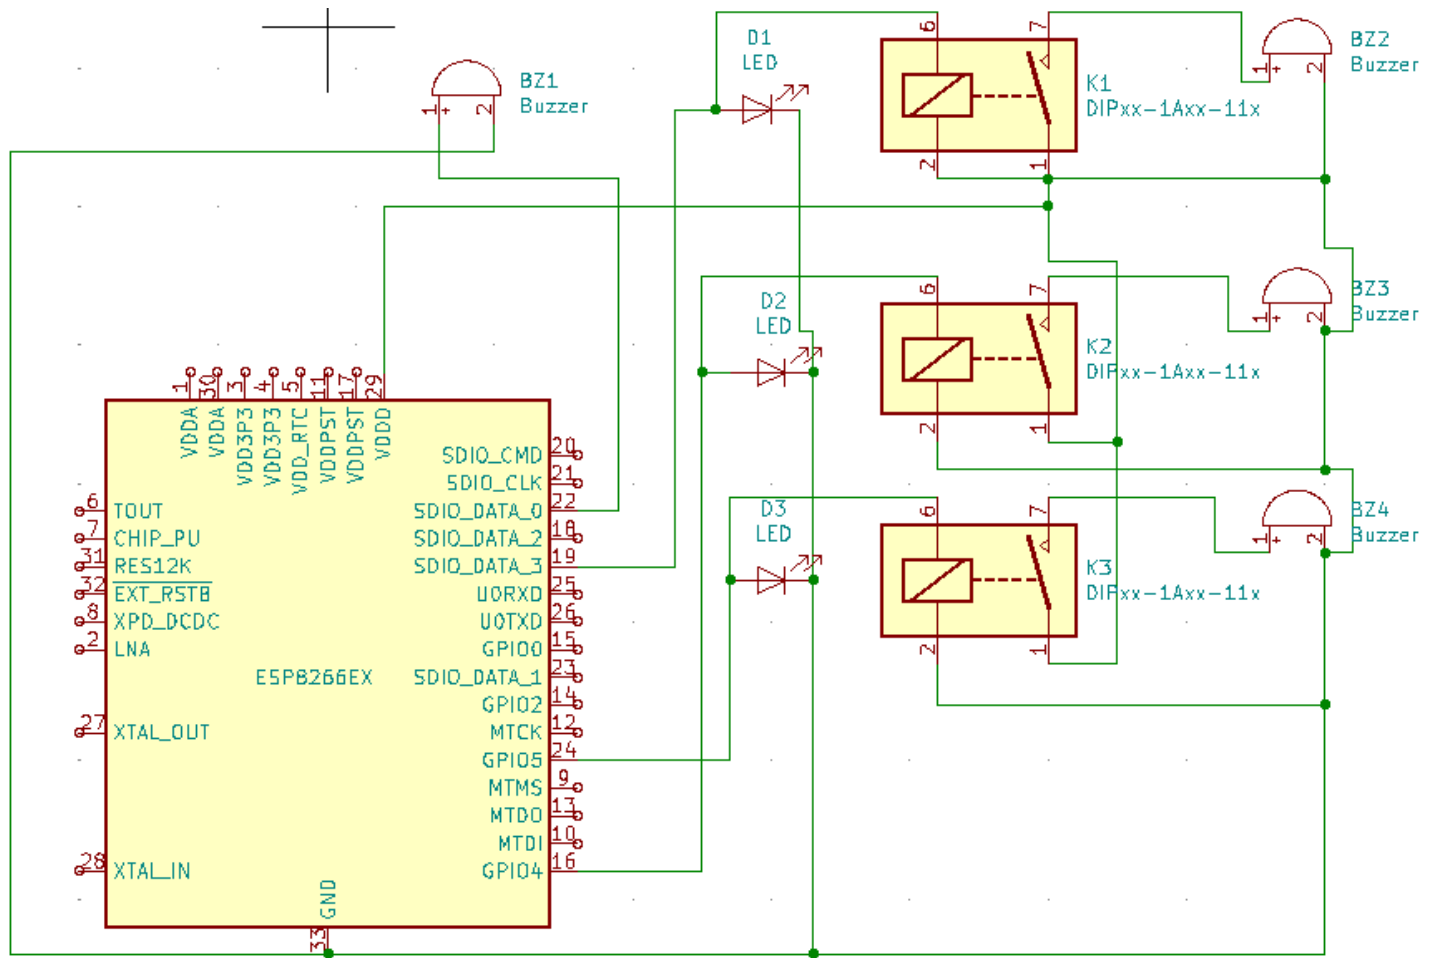 D1
LED
BZ1
Buzzer
1
+
2
6
7
K1
DIPxx-1Axx-11x
2
1
BZ2
Buzzer
1
+
2
D2
LED
6
7
K2
DIPxx-1Axx-11x
2
1
BZ3
Buzzer
1
+
2
D3
LED
6
7
K3
DIPxx-1Axx-11x
2
1
BZ4
Buzzer
1
+
2
1
VDDA
30
VDDA
3
VDD3P3
4
VDD3P3
5
VDD_RTC
11
VDDPST
17
VDDPST
29
VDDD
6
TOUT
7
CHIP_PU
31
RES12K
32
EXT_RSTB
8
XPD_DCDC
2
LNA
27
XTAL_OUT
28
XTAL_IN
ESP8266EX
SDIO_CMD
20
SDIO_CLK
21
SDIO_DATA_0
22
SDIO_DATA_2
18
SDIO_DATA_3
19
U0RXD
25
U0TXD
26
GPIO0
15
SDIO_DATA_1
23
GPIO2
14
MTCK
12
GPIO5
24
MTMS
9
MTDO
13
MTDI
10
GPIO4
16
GND
33